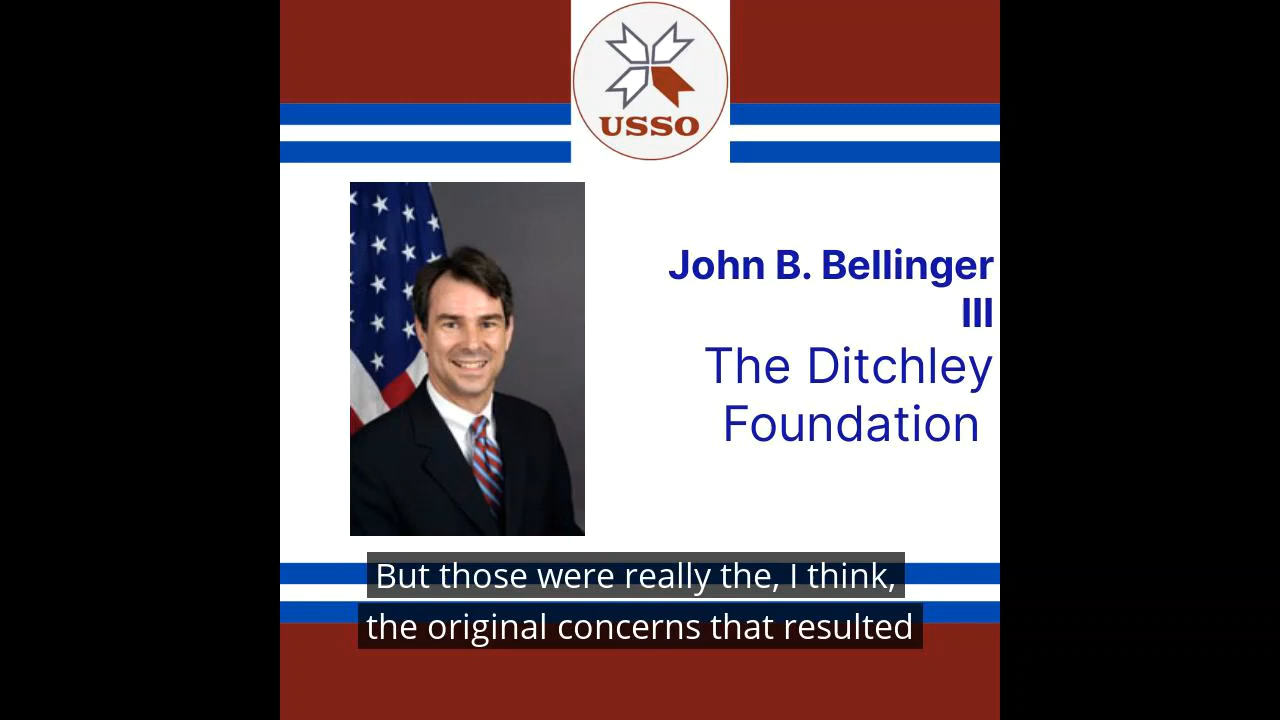 USSO
John B. Bellinger
III
The Ditchley
Foundation
But those were really the, I think,
the original concerns that resulted